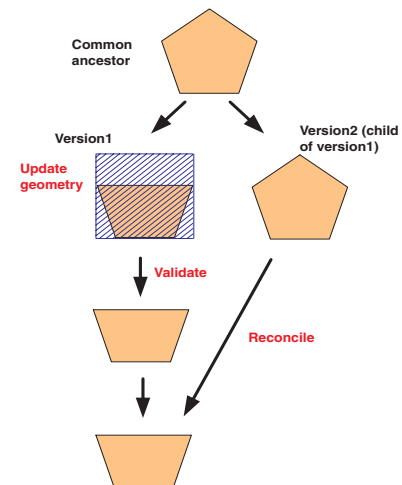 Common
ancestor
Version1
Version2 (child
of version1)
Update
geometry
Validate
Reconcile